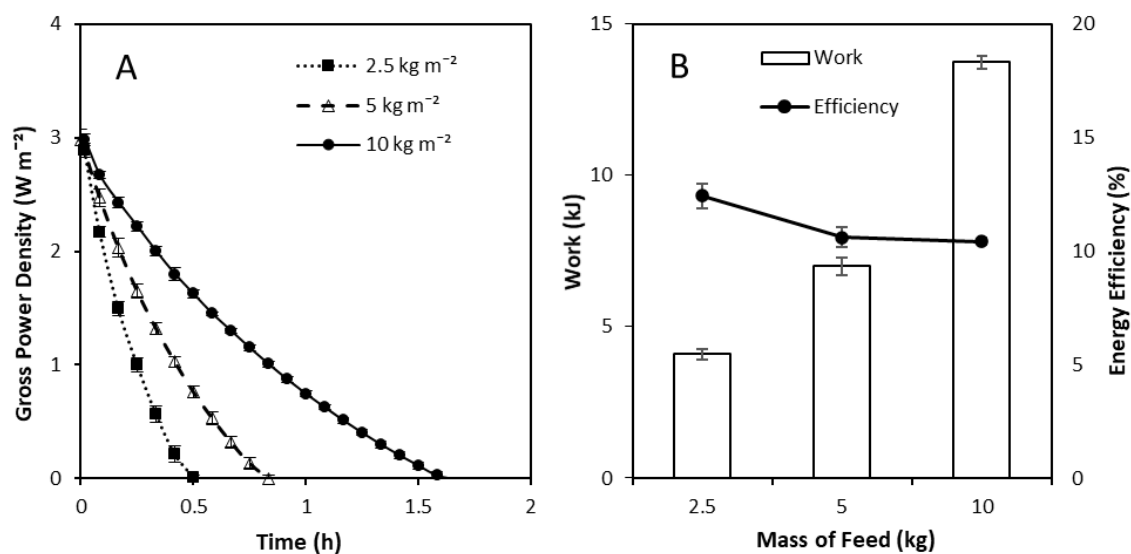 A
2.5 kg m⁻²
5 kg m⁻²
10 kg m⁻²
Gross Power Density (W m⁻²)
4
3
2
1
0
0
0.5
1
1.5
2
Time (h)
B
Work
Efficiency
Work (kJ)
15
10
5
0
20
15
10
5
0
Energy Efficiency (%)
2.5
5
10
Mass of Feed (kg)